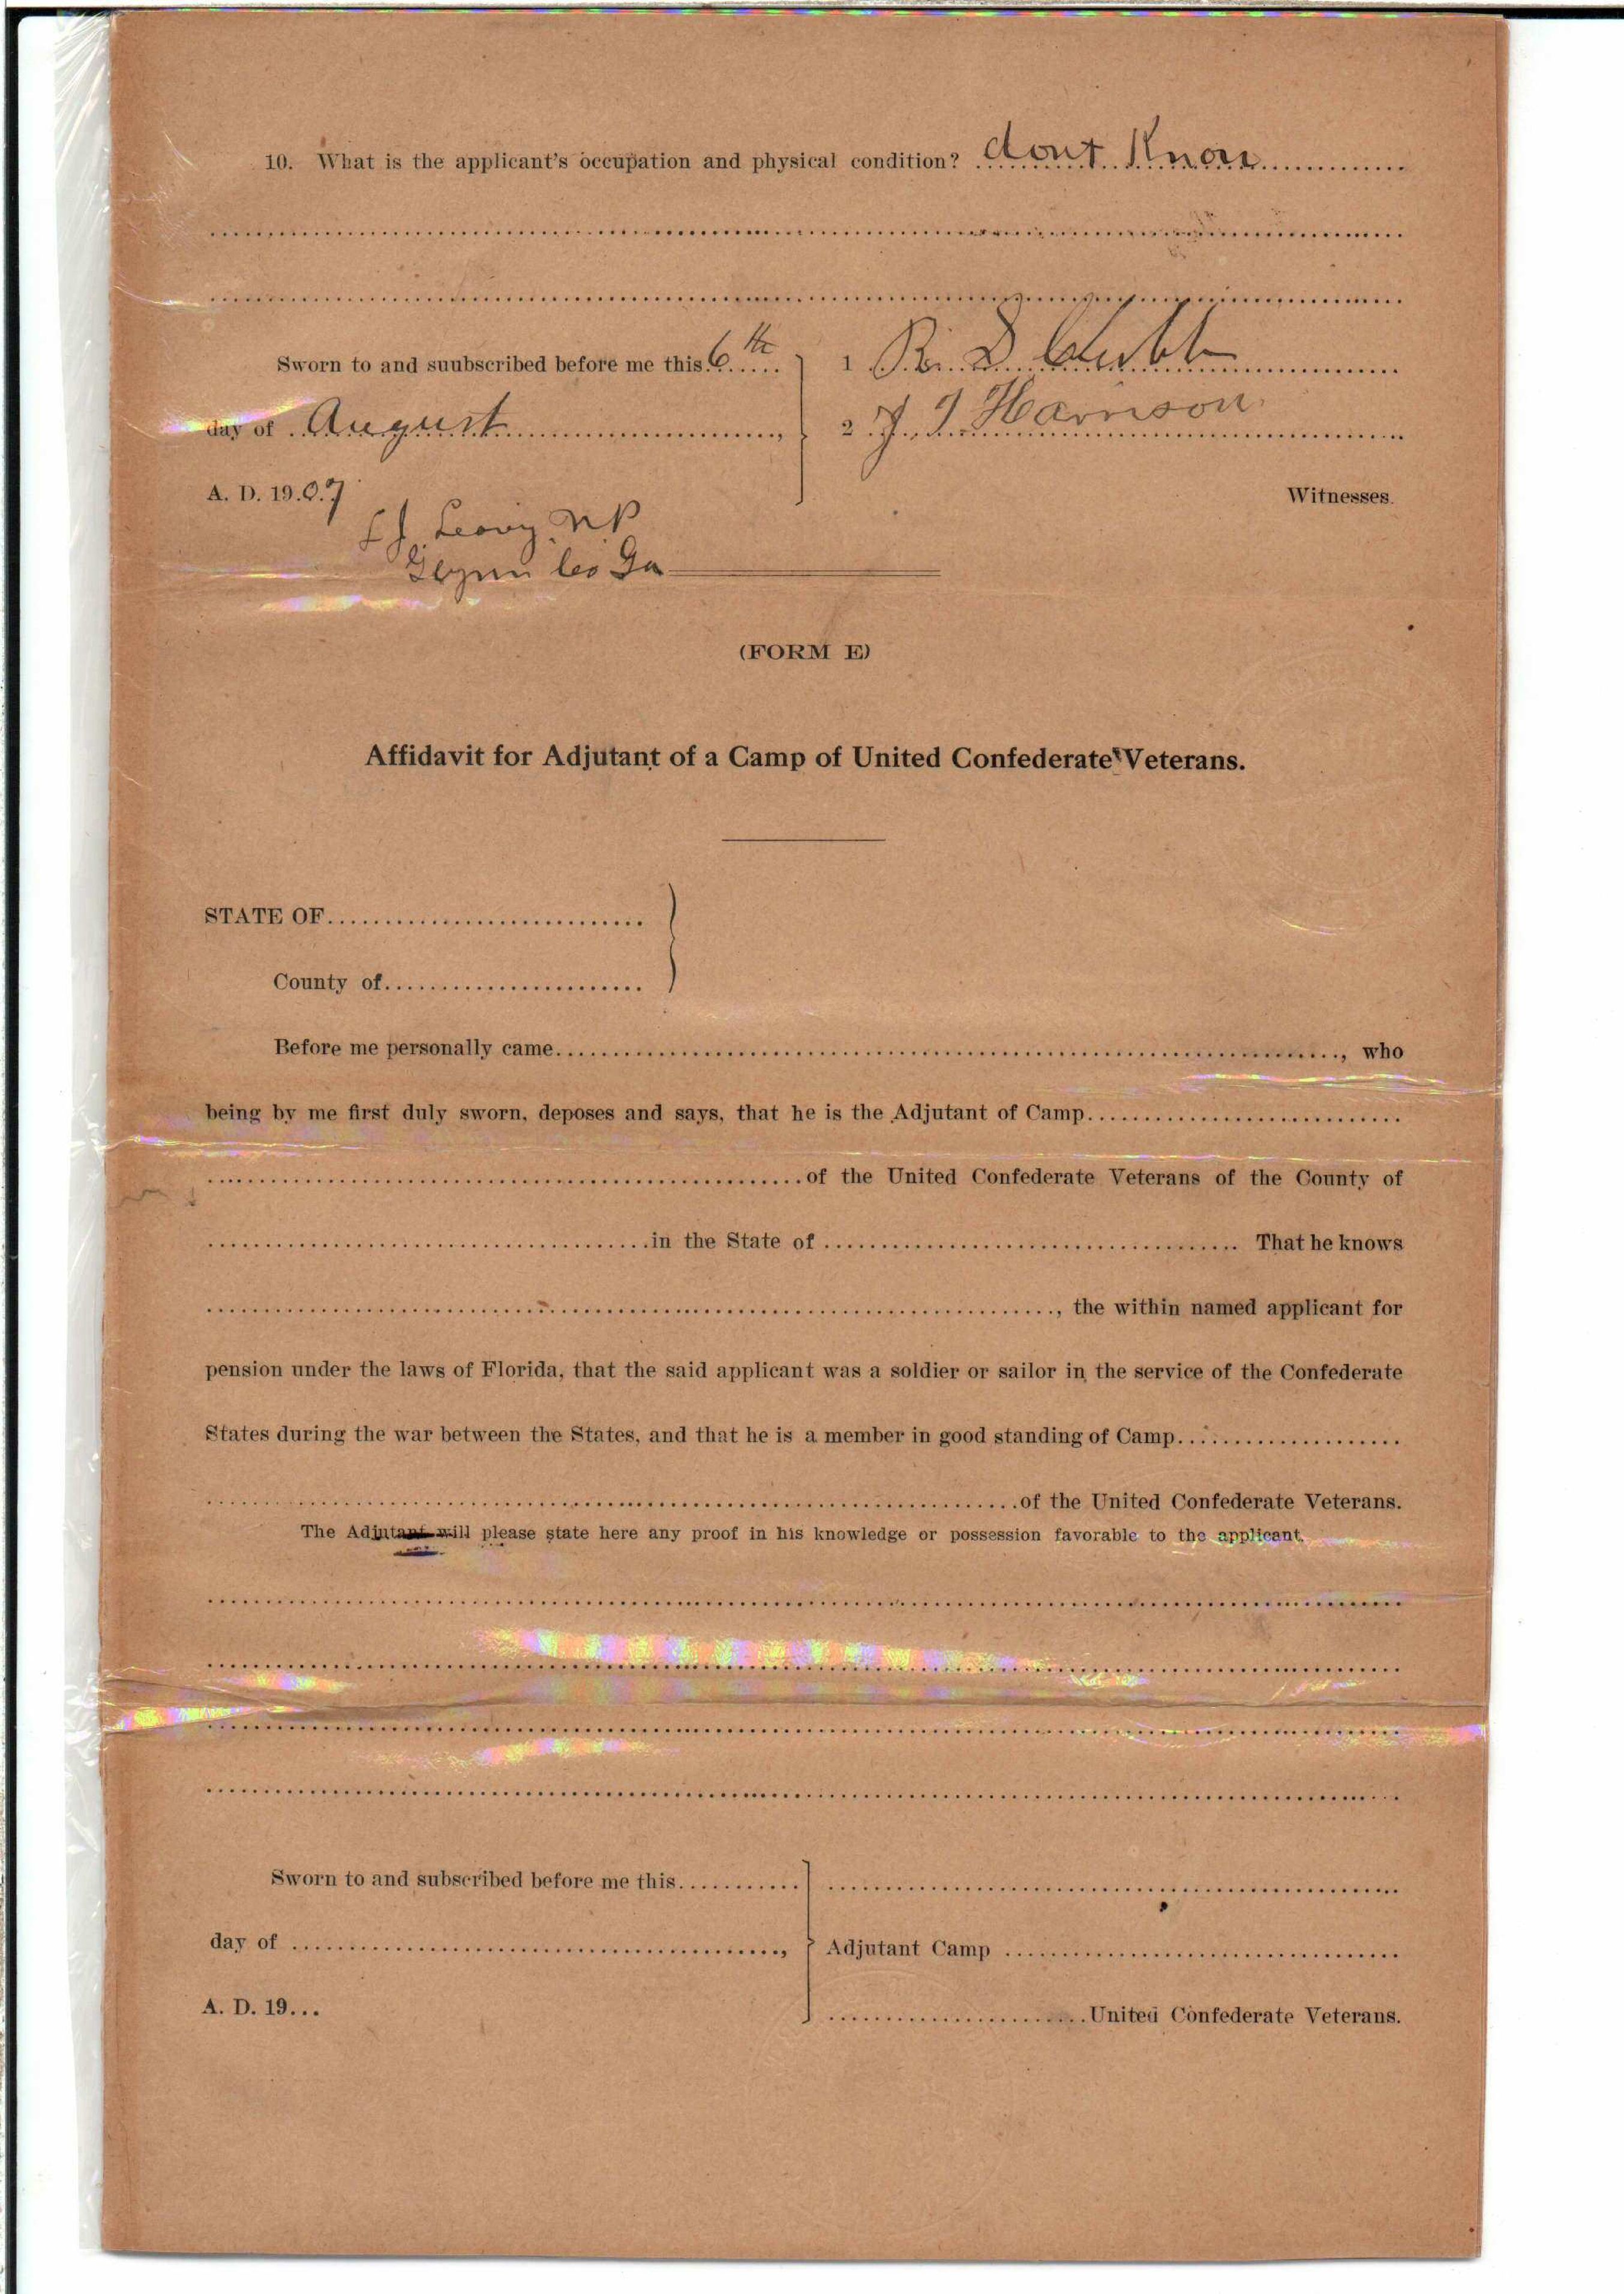 10. What is the applicant's occupation and physical condition? dont Know
Sworn to and suubscribed before me this 6th
1 R. D. Clubb
day of August,
2 J. J. Harrison
A. D. 1907
Witnesses.
NP
Glynn Co Ga
(FORM E)
Affidavit for Adjutant of a Camp of United Confederate Veterans.
STATE OF
County of
Before me personally came, who
being by me first duly sworn, deposes and says, that he is the Adjutant of Camp
of the United Confederate Veterans of the County of
in the State of. That he knows
, the within named applicant for
pension under the laws of Florida, that the said applicant was a soldier or sailor in the service of the Confederate
States during the war between the States, and that he is a member in good standing of Camp
of the United Confederate Veterans.
The Adjutant will please state here any proof in his knowledge or possession favorable to the applicant.
Sworn to and subscribed before me this
day of,
Adjutant Camp
A. D. 19
United Confederate Veterans.